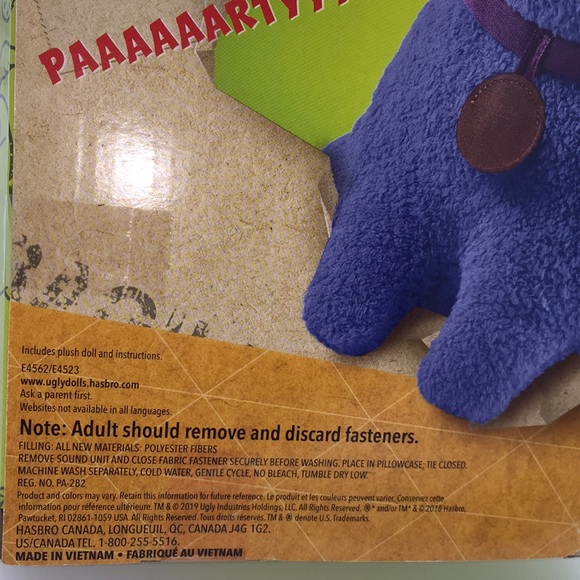 PAAAAAARTYYY
Includes plush doll and instructions.
E4562/E4523
www.uglydolls.hasbro.com
Ask a parent first.
Websites not available in all languages.
Note: Adult should remove and discard fasteners.
FILLING: ALL NEW MATERIALS: POLYESTER FIBERS
REMOVE SOUND UNIT AND CLOSE FABRIC FASTENER SECURELY BEFORE WASHING. PLACE IN PILLOWCASE; TIE CLOSED.
MACHINE WASH SEPARATELY, COLD WATER, GENTLE CYCLE, NO BLEACH, TUMBLE DRY LOW.
REG. NO. PA-282
Product and colors may vary. Retain this information for future reference. Le produit et les couleurs peuvent varier. Conservez cette
information pour référence ultérieure. TM & © 2019 Ugly Industries Holdings, LLC. All Rights Reserved. ®* and/or TM* & © 2018 Hasbro,
Pawtucket, RI 02861-1059 USA. All Rights Reserved. Tous droits réservés. TM & ® denote U.S. Trademarks.
HASBRO CANADA, LONGUEUIL, QC, CANADA J4G 1G2.
US/CANADA TEL. 1-800-255-5516.
MADE IN VIETNAM • FABRIQUÉ AU VIETNAM